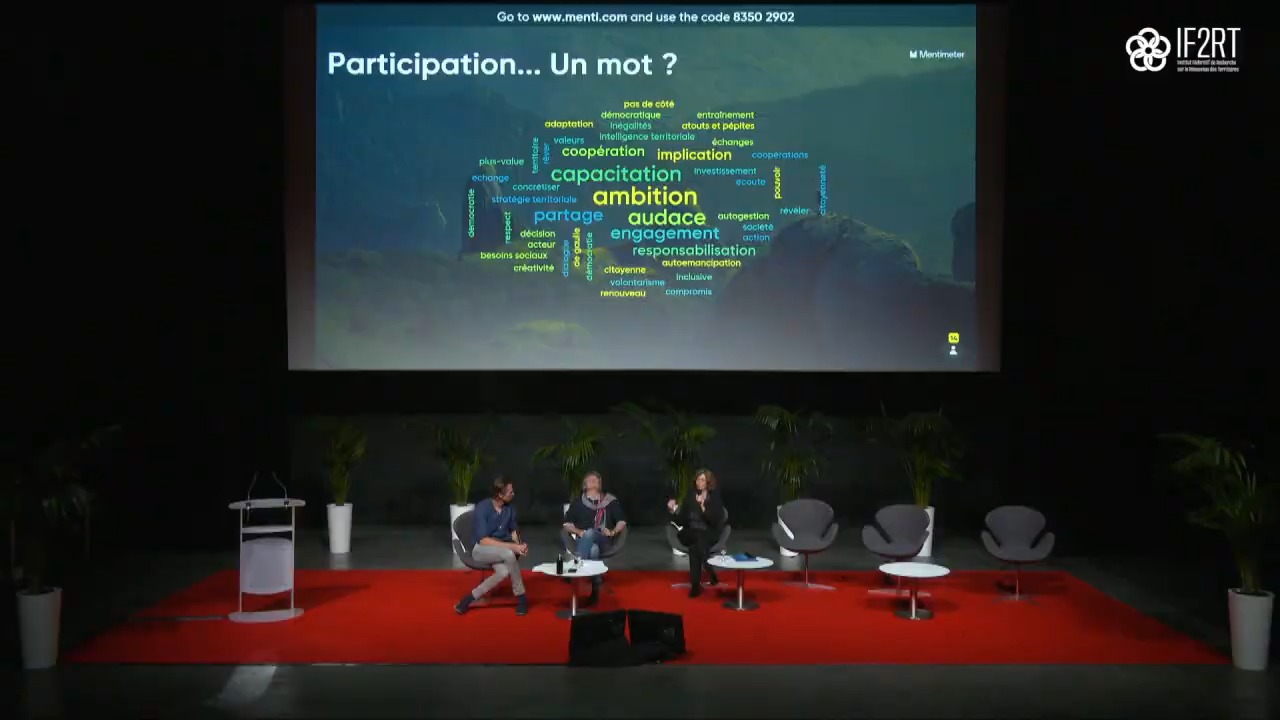 Go to www.menti.com and use the code 8350 2902
IF2RT
Participation... Un mot ?
Mentimeter
pas de côté
démocratique
entraînement
adaptation
inégalités
atouts et pépites
valeurs
intelligence territoriale
échanges
territoire
rêver
coopération
implication
coopérations
plus-value
capacitation
investissement
pouvoir
citoyenneté
echange
écoute
concrétiser
ambition
democratie
stratégie territoriale
partage
audace
autogestion
révéler
respect
engagement
société
décision
de gaulle
action
acteur
dialogue
démocratie
responsabilisation
besoins sociaux
autoemancipation
créativité
citoyenne
inclusive
volontarisme
renouveau
compromis